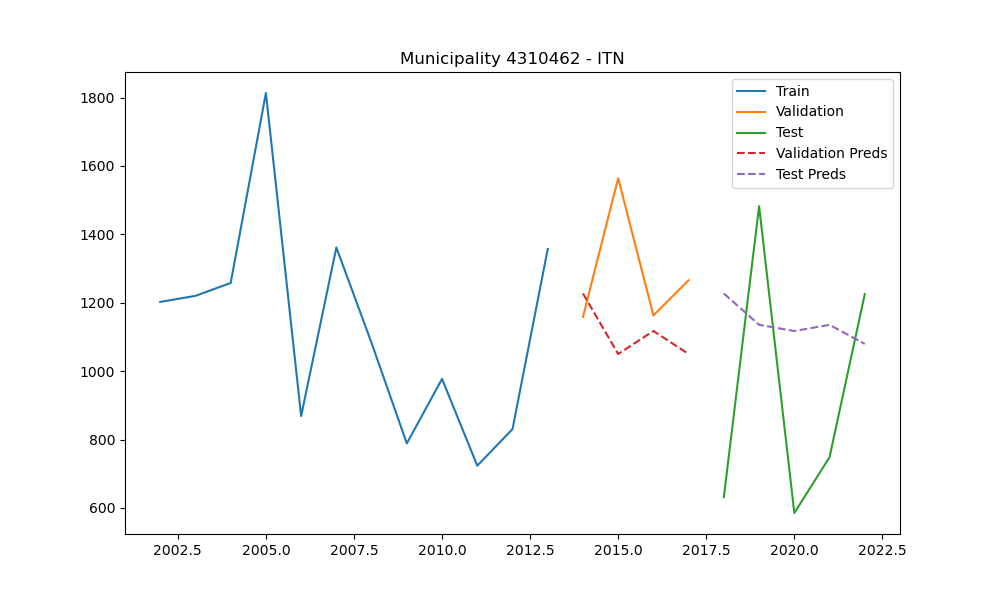 Municipality 4310462 - ITN
1800
1600
1400
1200
1000
800
600
2002.5 2005.0 2007.5 2010.0 2012.5 2015.0 2017.5 2020.0 2022.5
Train
Validation
Test
Validation Preds
Test Preds